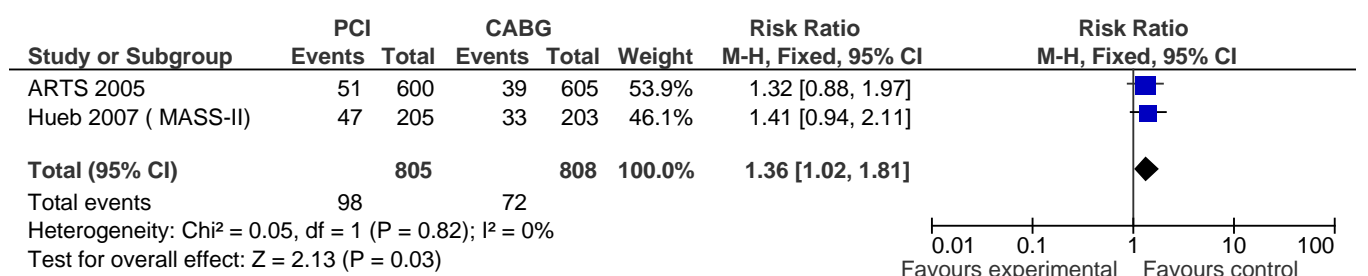 PCI CABG Risk Ratio Risk Ratio
Study or Subgroup Events Total Events Total Weight M-H, Fixed, 95% CI M-H, Fixed, 95% CI
ARTS 2005 51 600 39 605 53.9% 1.32 [0.88, 1.97]
Hueb 2007 ( MASS-II) 47 205 33 203 46.1% 1.41 [0.94, 2.11]
Total (95% CI) 805 808 100.0% 1.36 [1.02, 1.81]
Total events 98 72
Heterogeneity: Chi² = 0.05, df = 1 (P = 0.82); I² = 0%
Test for overall effect: Z = 2.13 (P = 0.03)
0.01 0.1 1 10 100
Favours experimental Favours control